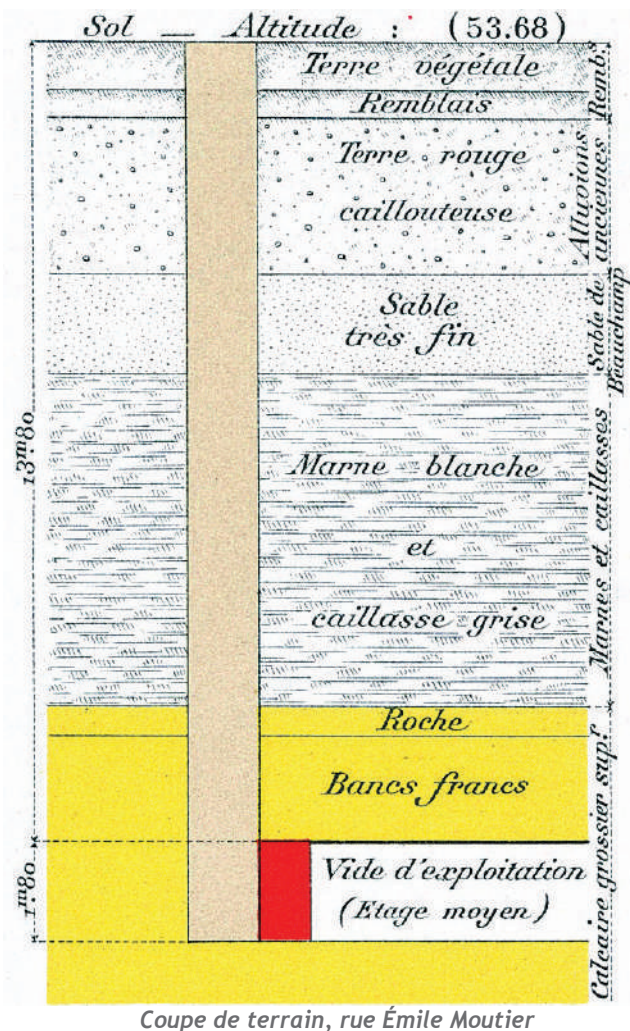 Sol — Altitude : (53.68)
Terre végétale
Remblais
Rembs
Terre rouge
caillouteuse
Alluvions
anciennes
Sable
très fin
Sable de
Beauchamp
13m80
Marne blanche
et
caillasse grise
Marnes et caillasses
Roche
Bancs francs
1m80
Vide d'exploitation
(Etage moyen)
Calcaire grossier supr
Coupe de terrain, rue Émile Moutier